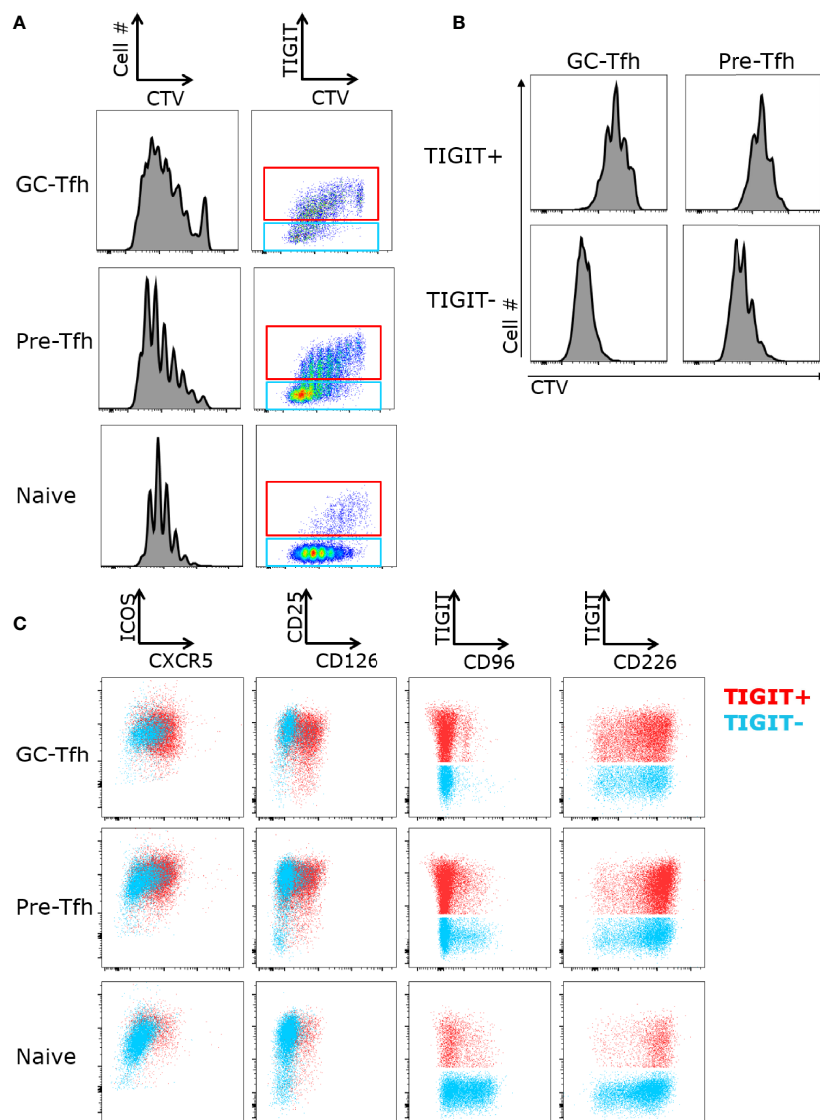 A
Cell #
CTV
TIGIT
CTV
GC-Tfh
Pre-Tfh
Naive
B
GC-Tfh
Pre-Tfh
TIGIT+
TIGIT-
Cell #
CTV
C
ICOS
CXCR5
CD25
CD126
TIGIT
CD96
TIGIT
CD226
TIGIT+
TIGIT-
GC-Tfh
Pre-Tfh
Naive